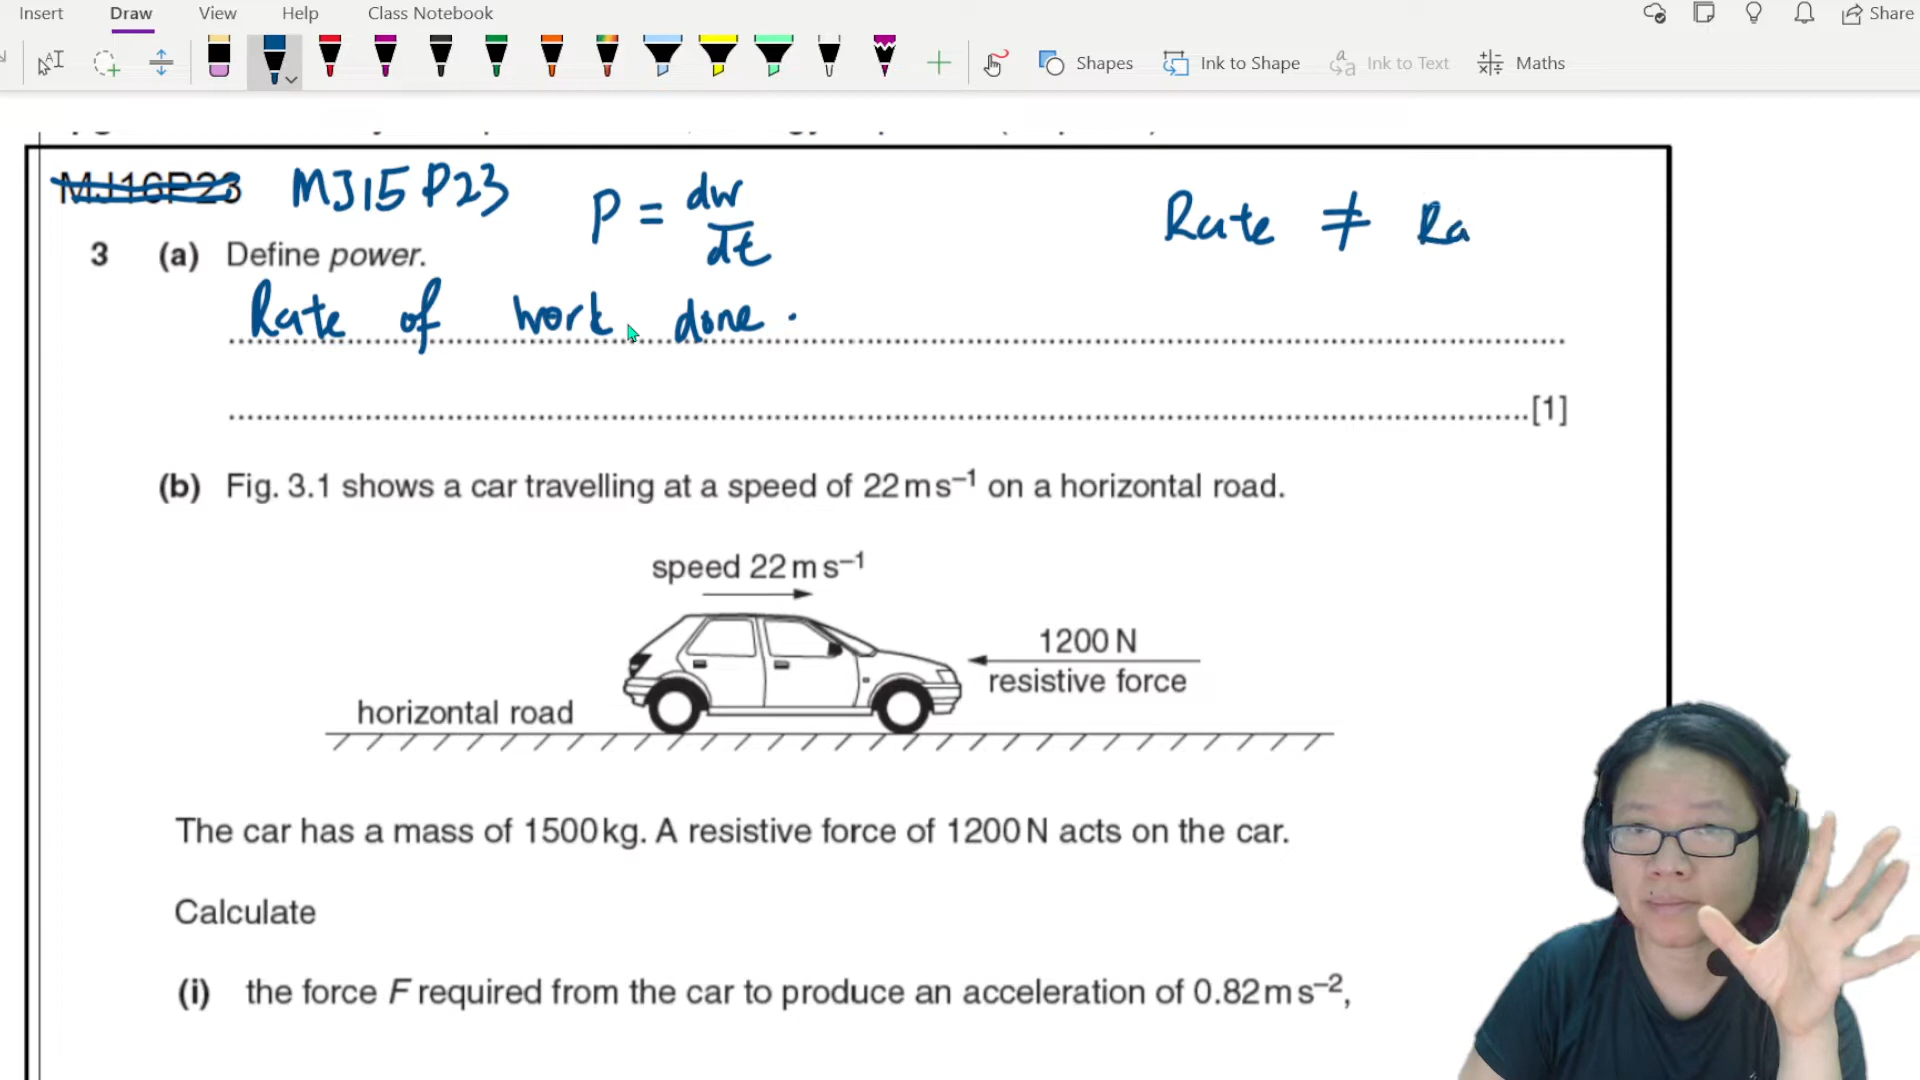 Insert Draw View Help Class Notebook Share
Shapes Ink to Shape Ink to Text Maths
MJ16P23 MJ15P23 P = dw/dt Rate ≠ Ra
3 (a) Define power.
Rate of work done.
[1]
(b) Fig. 3.1 shows a car travelling at a speed of 22 m s⁻¹ on a horizontal road.
speed 22 m s⁻¹
1200 N
resistive force
horizontal road
The car has a mass of 1500 kg. A resistive force of 1200 N acts on the car.
Calculate
(i) the force F required from the car to produce an acceleration of 0.82 m s⁻²,